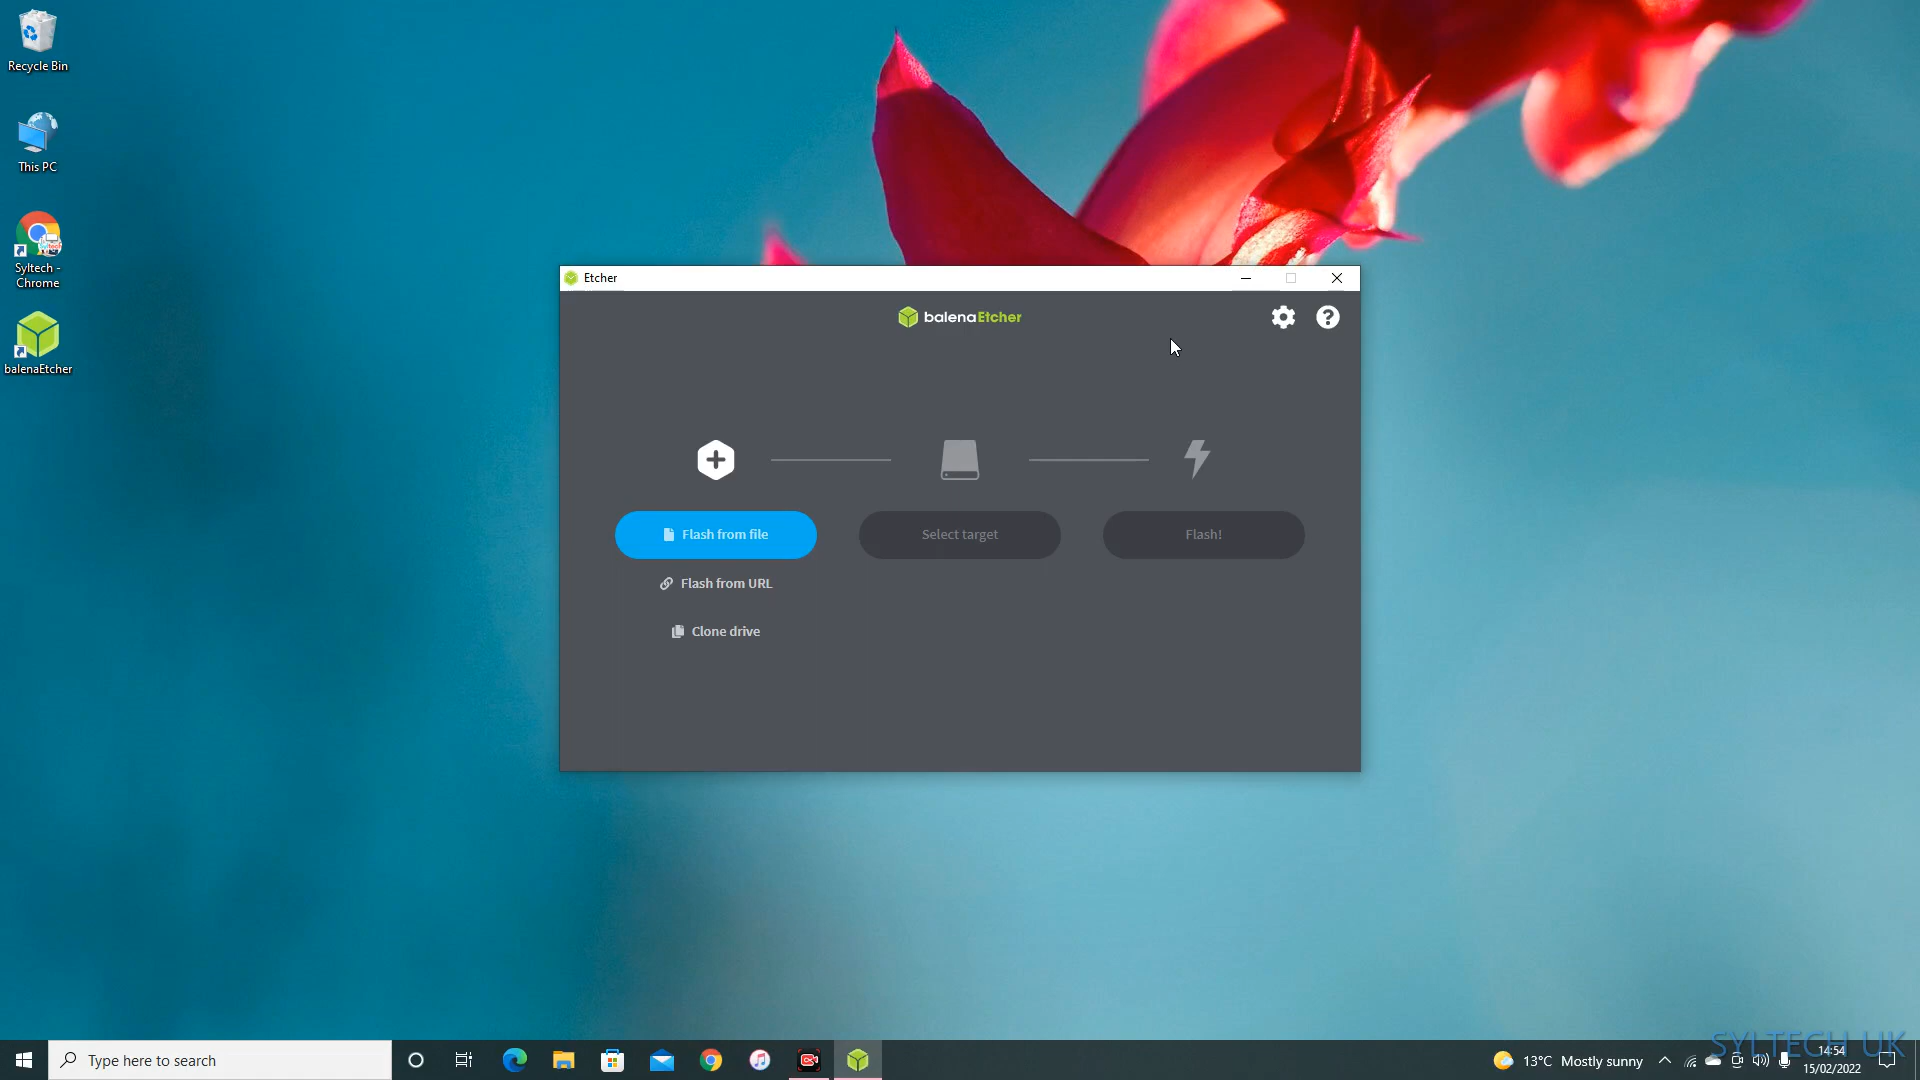 Recycle Bin
This PC
Syltech -
Chrome
balenaEtcher
Etcher
balenaEtcher
Flash from file
Select target
Flash!
Flash from URL
Clone drive
Type here to search
13°C Mostly sunny
SYLTECH UK
14:54
15/02/2022